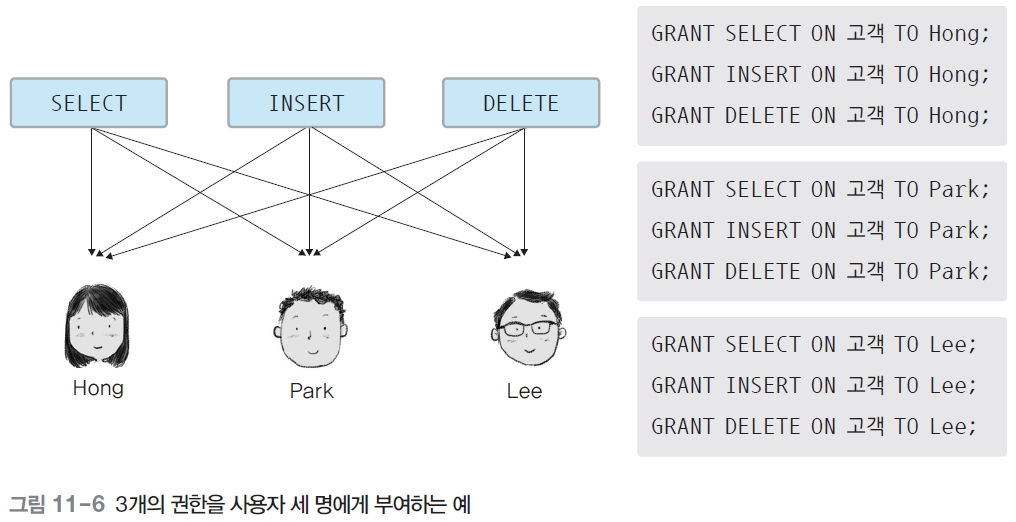 SELECT
INSERT
DELETE
Hong
Park
Lee
GRANT SELECT ON 고객 TO Hong;
GRANT INSERT ON 고객 TO Hong;
GRANT DELETE ON 고객 TO Hong;
GRANT SELECT ON 고객 TO Park;
GRANT INSERT ON 고객 TO Park;
GRANT DELETE ON 고객 TO Park;
GRANT SELECT ON 고객 TO Lee;
GRANT INSERT ON 고객 TO Lee;
GRANT DELETE ON 고객 TO Lee;
그림 11-6 3개의 권한을 사용자 세 명에게 부여하는 예